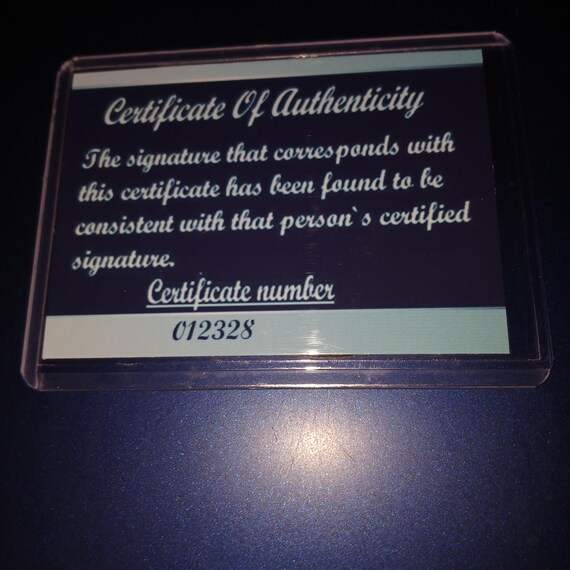 Certificate Of Authenticity
The signature that corresponds with
this certificate has been found to be
consistent with that person`s certified
signature.
Certificate number
012328